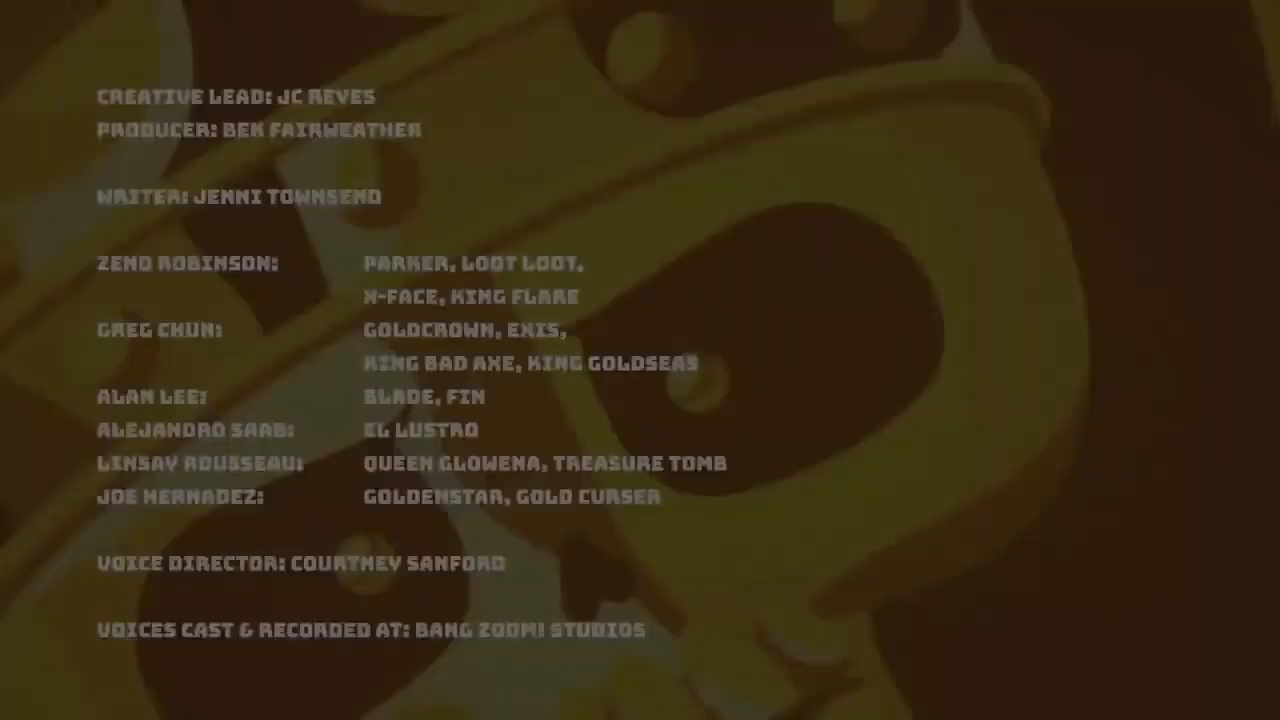 CREATIVE LEAD: JC REVES
PRODUCER: BEN FAIRWEATHER
WRITER: JENNI TOWNSEND
ZENO ROBINSON: PARKER, LOOT LOOT,
X-FACE, KING FLARE
GREG CHUN: GOLDCROWN, EXIS,
KING BAD AXE, KING GOLDSEAS
ALAN LEE: BLADE, FIN
ALEJANDRO SAAB: EL LUSTRO
LINSAY ROUSSEAU: QUEEN GLOWENA, TREASURE TOMB
JOE HERNADEZ: GOLDENSTAR, GOLD CURSER
VOICE DIRECTOR: COURTNEY SANFORD
VOICES CAST & RECORDED AT: BANG ZOOM! STUDIOS